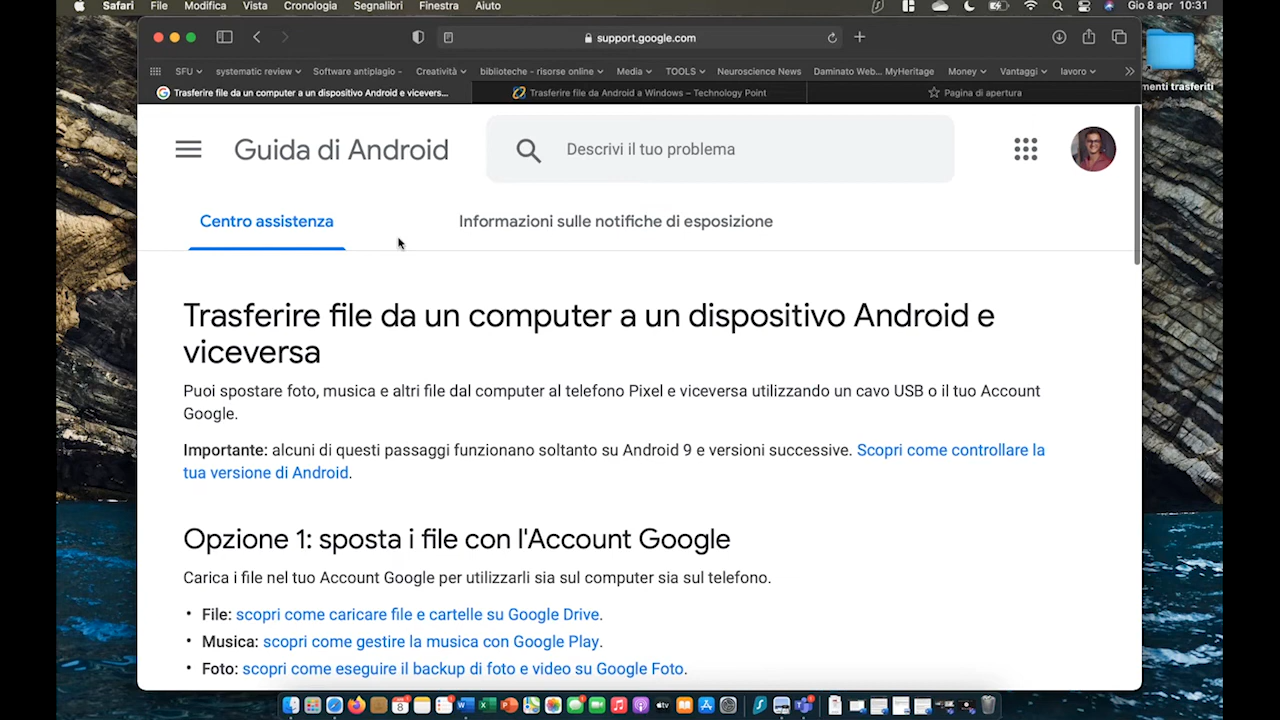 Safari File Modifica Vista Cronologia Segnalibri Finestra Aiuto Gio 8 apr 10:31
support.google.com
SFU systematic review Software antiplagio - Creatività biblioteche - risorse online Media TOOLS Neuroscience News Daminato Web... MyHeritage Money Vantaggi lavoro
Trasferire file da un computer a un dispositivo Android e vicevers... Trasferire file da Android a Windows – Technology Point Pagina di apertura
menti trasferiti
Guida di Android Descrivi il tuo problema
Centro assistenza Informazioni sulle notifiche di esposizione
Trasferire file da un computer a un dispositivo Android e
viceversa
Puoi spostare foto, musica e altri file dal computer al telefono Pixel e viceversa utilizzando un cavo USB o il tuo Account
Google.
Importante: alcuni di questi passaggi funzionano soltanto su Android 9 e versioni successive. Scopri come controllare la
tua versione di Android.
Opzione 1: sposta i file con l'Account Google
Carica i file nel tuo Account Google per utilizzarli sia sul computer sia sul telefono.
• File: scopri come caricare file e cartelle su Google Drive.
• Musica: scopri come gestire la musica con Google Play.
• Foto: scopri come eseguire il backup di foto e video su Google Foto.